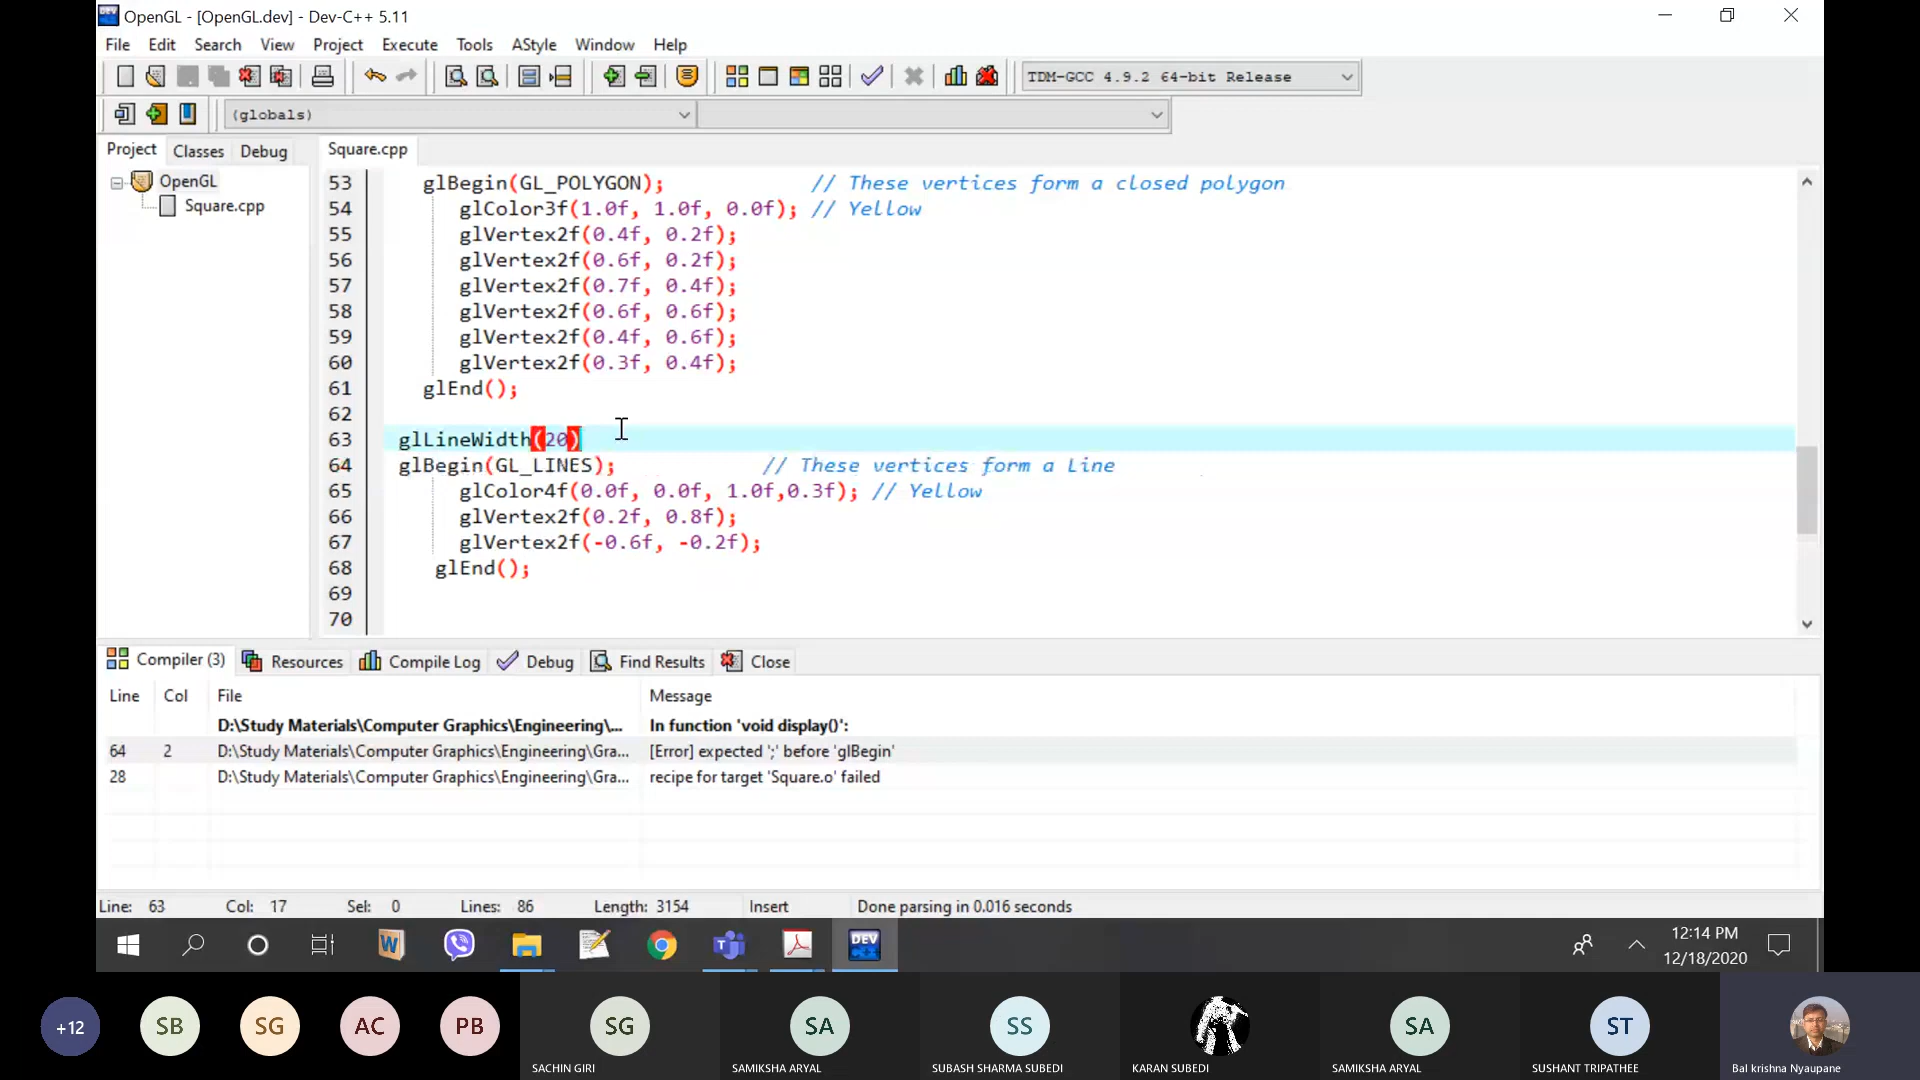 OpenGL - [OpenGL.dev] - Dev-C++ 5.11
File Edit Search View Project Execute Tools AStyle Window Help
TDM-GCC 4.9.2 64-bit Release
(globals)
Project Classes Debug
Square.cpp
OpenGL
Square.cpp
53 glBegin(GL_POLYGON); // These vertices form a closed polygon
54 glColor3f(1.0f, 1.0f, 0.0f); // Yellow
55 glVertex2f(0.4f, 0.2f);
56 glVertex2f(0.6f, 0.2f);
57 glVertex2f(0.7f, 0.4f);
58 glVertex2f(0.6f, 0.6f);
59 glVertex2f(0.4f, 0.6f);
60 glVertex2f(0.3f, 0.4f);
61 glEnd();
62
63 glLineWidth(20)
64 glBegin(GL_LINES); // These vertices form a Line
65 glColor4f(0.0f, 0.0f, 1.0f,0.3f); // Yellow
66 glVertex2f(0.2f, 0.8f);
67 glVertex2f(-0.6f, -0.2f);
68 glEnd();
69
70
Compiler (3) Resources Compile Log Debug Find Results Close
Line Col File Message
D:\Study Materials\Computer Graphics\Engineering\... In function 'void display()':
64 2 D:\Study Materials\Computer Graphics\Engineering\Gra... [Error] expected ';' before 'glBegin'
28 D:\Study Materials\Computer Graphics\Engineering\Gra... recipe for target 'Square.o' failed
Line: 63 Col: 17 Sel: 0 Lines: 86 Length: 3154 Insert Done parsing in 0.016 seconds
W
DEV
12:14 PM
12/18/2020
+12 SB SG AC PB SG SA SS SA ST
SACHIN GIRI SAMIKSHA ARYAL SUBASH SHARMA SUBEDI KARAN SUBEDI SAMIKSHA ARYAL SUSHANT TRIPATHEE Bal krishna Nyaupane